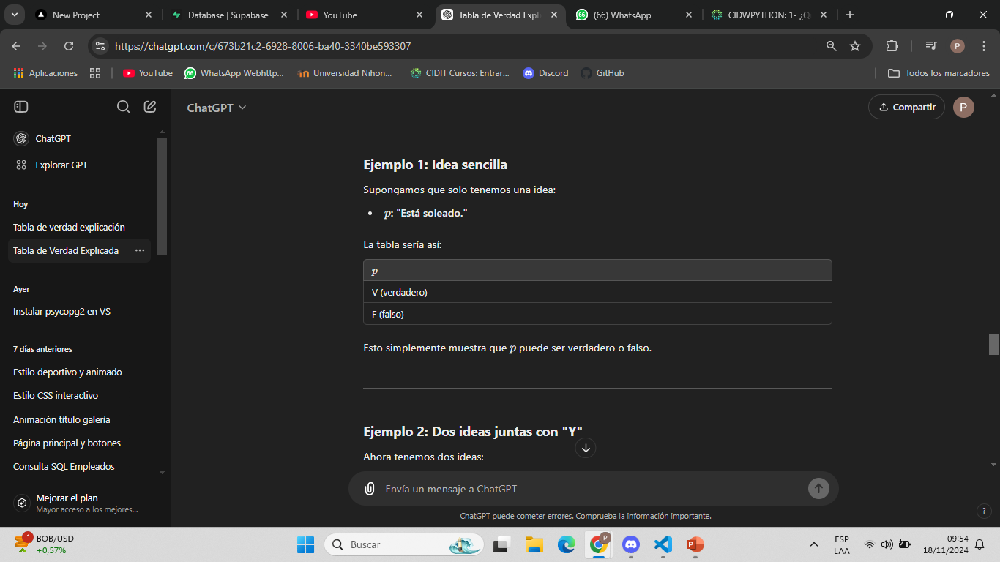 New Project
Database | Supabase
YouTube
Tabla de Verdad Expli
(66) WhatsApp
CIDWPYTHON: 1- ¿Q
https://chatgpt.com/c/673b21c2-6928-8006-ba40-3340be593307
P
Aplicaciones
YouTube
66
WhatsApp Webhttp...
Universidad Nihon...
CIDIT Cursos: Entrar...
Discord
GitHub
Todos los marcadores
ChatGPT
Compartir
P
ChatGPT
Explorar GPT
Hoy
Tabla de verdad explicación
Tabla de Verdad Explicada
Ayer
Instalar psycopg2 en VS
7 días anteriores
Estilo deportivo y animado
Estilo CSS interactivo
Animación título galería
Página principal y botones
Consulta SQL Empleados
Mejorar el plan
Mayor acceso a los mejores...
Ejemplo 1: Idea sencilla
Supongamos que solo tenemos una idea:
• p: "Está soleado."
La tabla sería así:
p
V (verdadero)
F (falso)
Esto simplemente muestra que p puede ser verdadero o falso.
Ejemplo 2: Dos ideas juntas con "Y"
Ahora tenemos dos ideas:
Envía un mensaje a ChatGPT
ChatGPT puede cometer errores. Comprueba la información importante.
?
1
BOB/USD
+0,57%
Buscar
P
P
ESP
LAA
09:54
18/11/2024